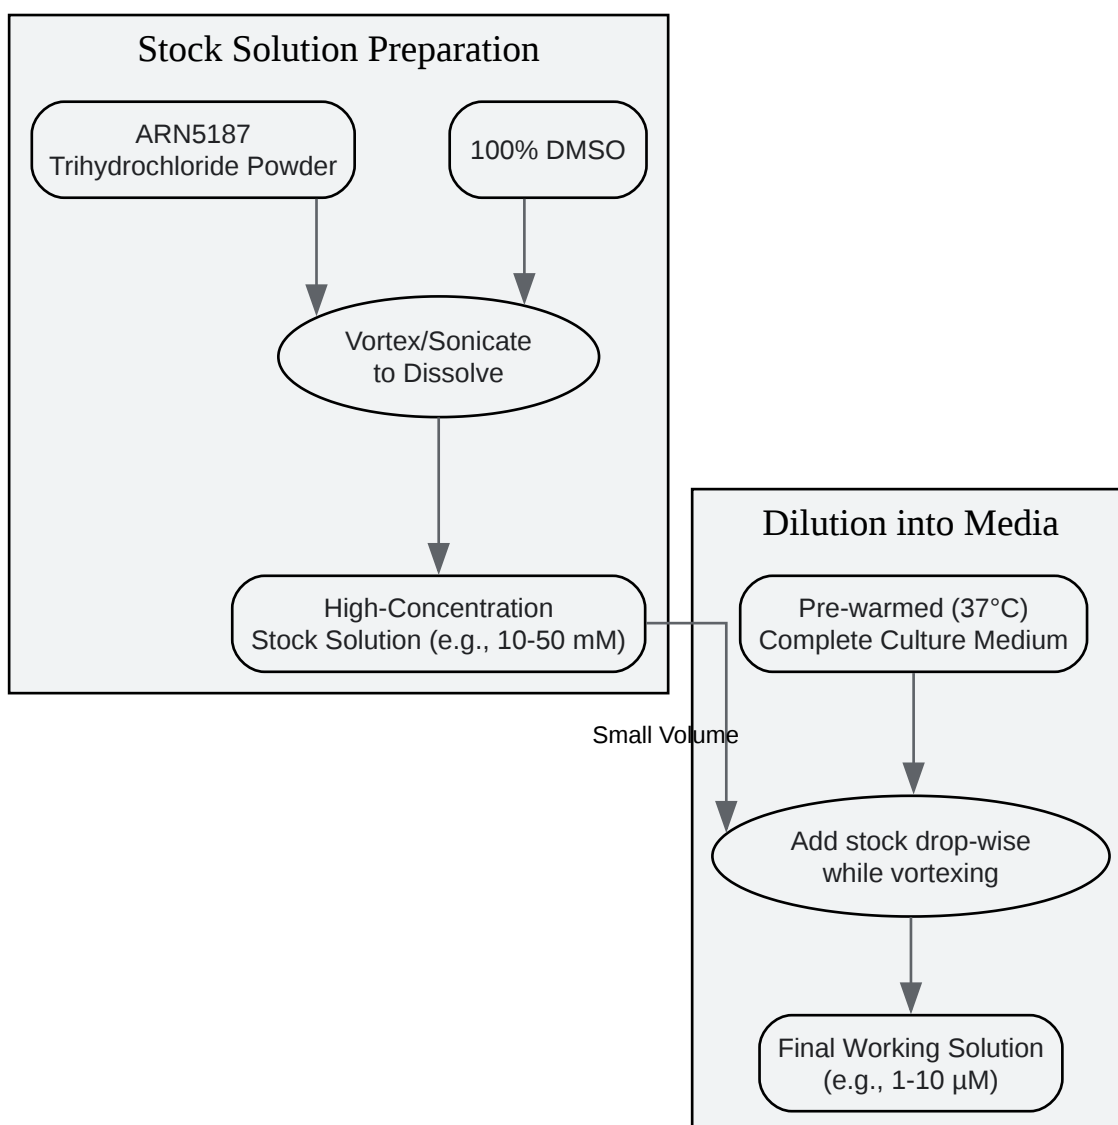 Stock Solution Preparation
ARN5187
Trihydrochloride Powder
100% DMSO
Vortex/Sonicate
to Dissolve
High-Concentration
Stock Solution (e.g., 10-50 mM)
Small Volume
Dilution into Media
Pre-warmed (37°C)
Complete Culture Medium
Add stock drop-wise
while vortexing
Final Working Solution
(e.g., 1-10 µM)